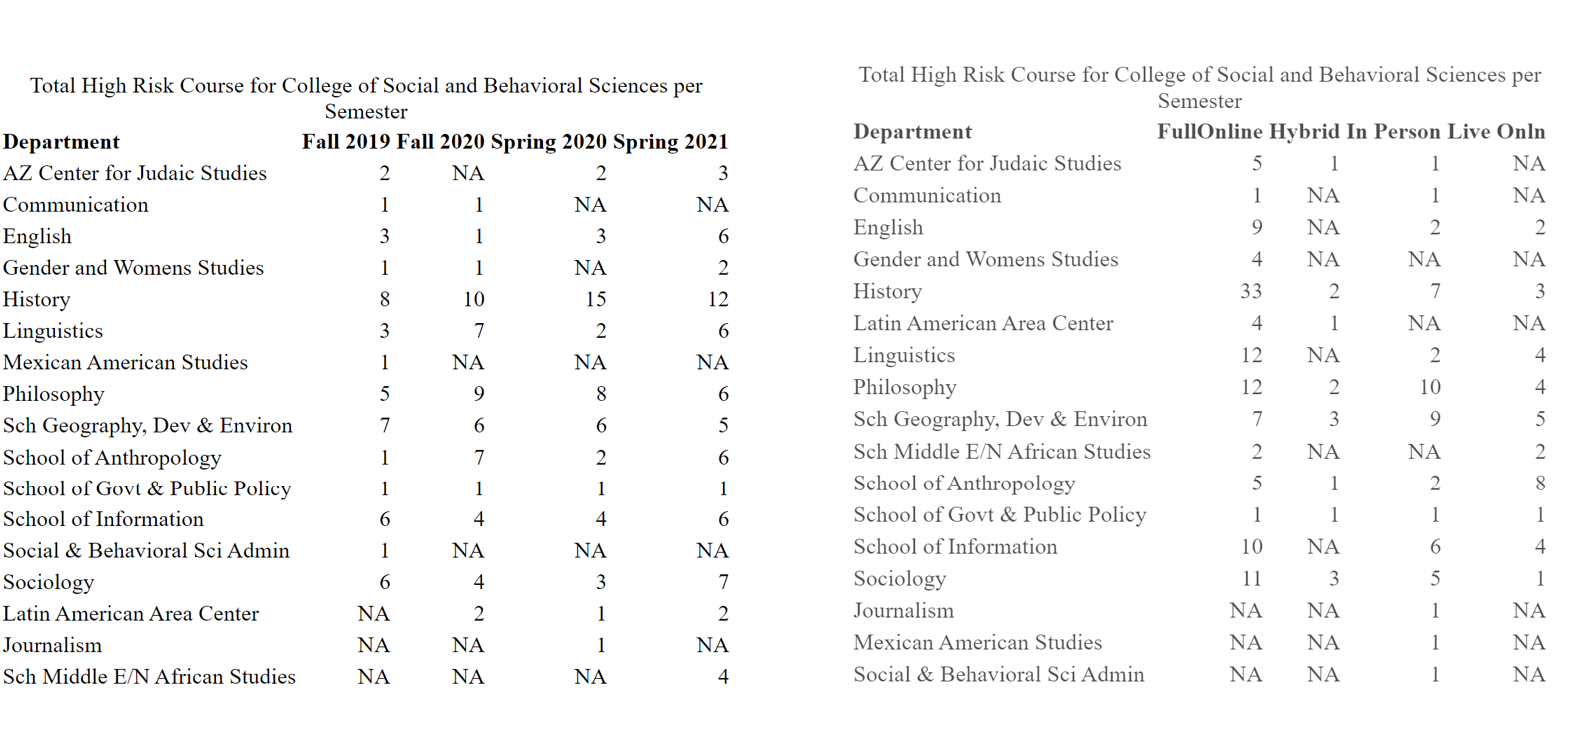 Total High Risk Course for College of Social and Behavioral Sciences per
Semester
Department Fall 2019 Fall 2020 Spring 2020 Spring 2021
AZ Center for Judaic Studies 2 NA 2 3
Communication 1 1 NA NA
English 3 1 3 6
Gender and Womens Studies 1 1 NA 2
History 8 10 15 12
Linguistics 3 7 2 6
Mexican American Studies 1 NA NA NA
Philosophy 5 9 8 6
Sch Geography, Dev & Environ 7 6 6 5
School of Anthropology 1 7 2 6
School of Govt & Public Policy 1 1 1 1
School of Information 6 4 4 6
Social & Behavioral Sci Admin 1 NA NA NA
Sociology 6 4 3 7
Latin American Area Center NA 2 1 2
Journalism NA NA 1 NA
Sch Middle E/N African Studies NA NA NA 4
Total High Risk Course for College of Social and Behavioral Sciences per
Semester
Department FullOnline Hybrid In Person Live Onln
AZ Center for Judaic Studies 5 1 1 NA
Communication 1 NA 1 NA
English 9 NA 2 2
Gender and Womens Studies 4 NA NA NA
History 33 2 7 3
Latin American Area Center 4 1 NA NA
Linguistics 12 NA 2 4
Philosophy 12 2 10 4
Sch Geography, Dev & Environ 7 3 9 5
Sch Middle E/N African Studies 2 NA NA 2
School of Anthropology 5 1 2 8
School of Govt & Public Policy 1 1 1 1
School of Information 10 NA 6 4
Sociology 11 3 5 1
Journalism NA NA 1 NA
Mexican American Studies NA NA 1 NA
Social & Behavioral Sci Admin NA NA 1 NA